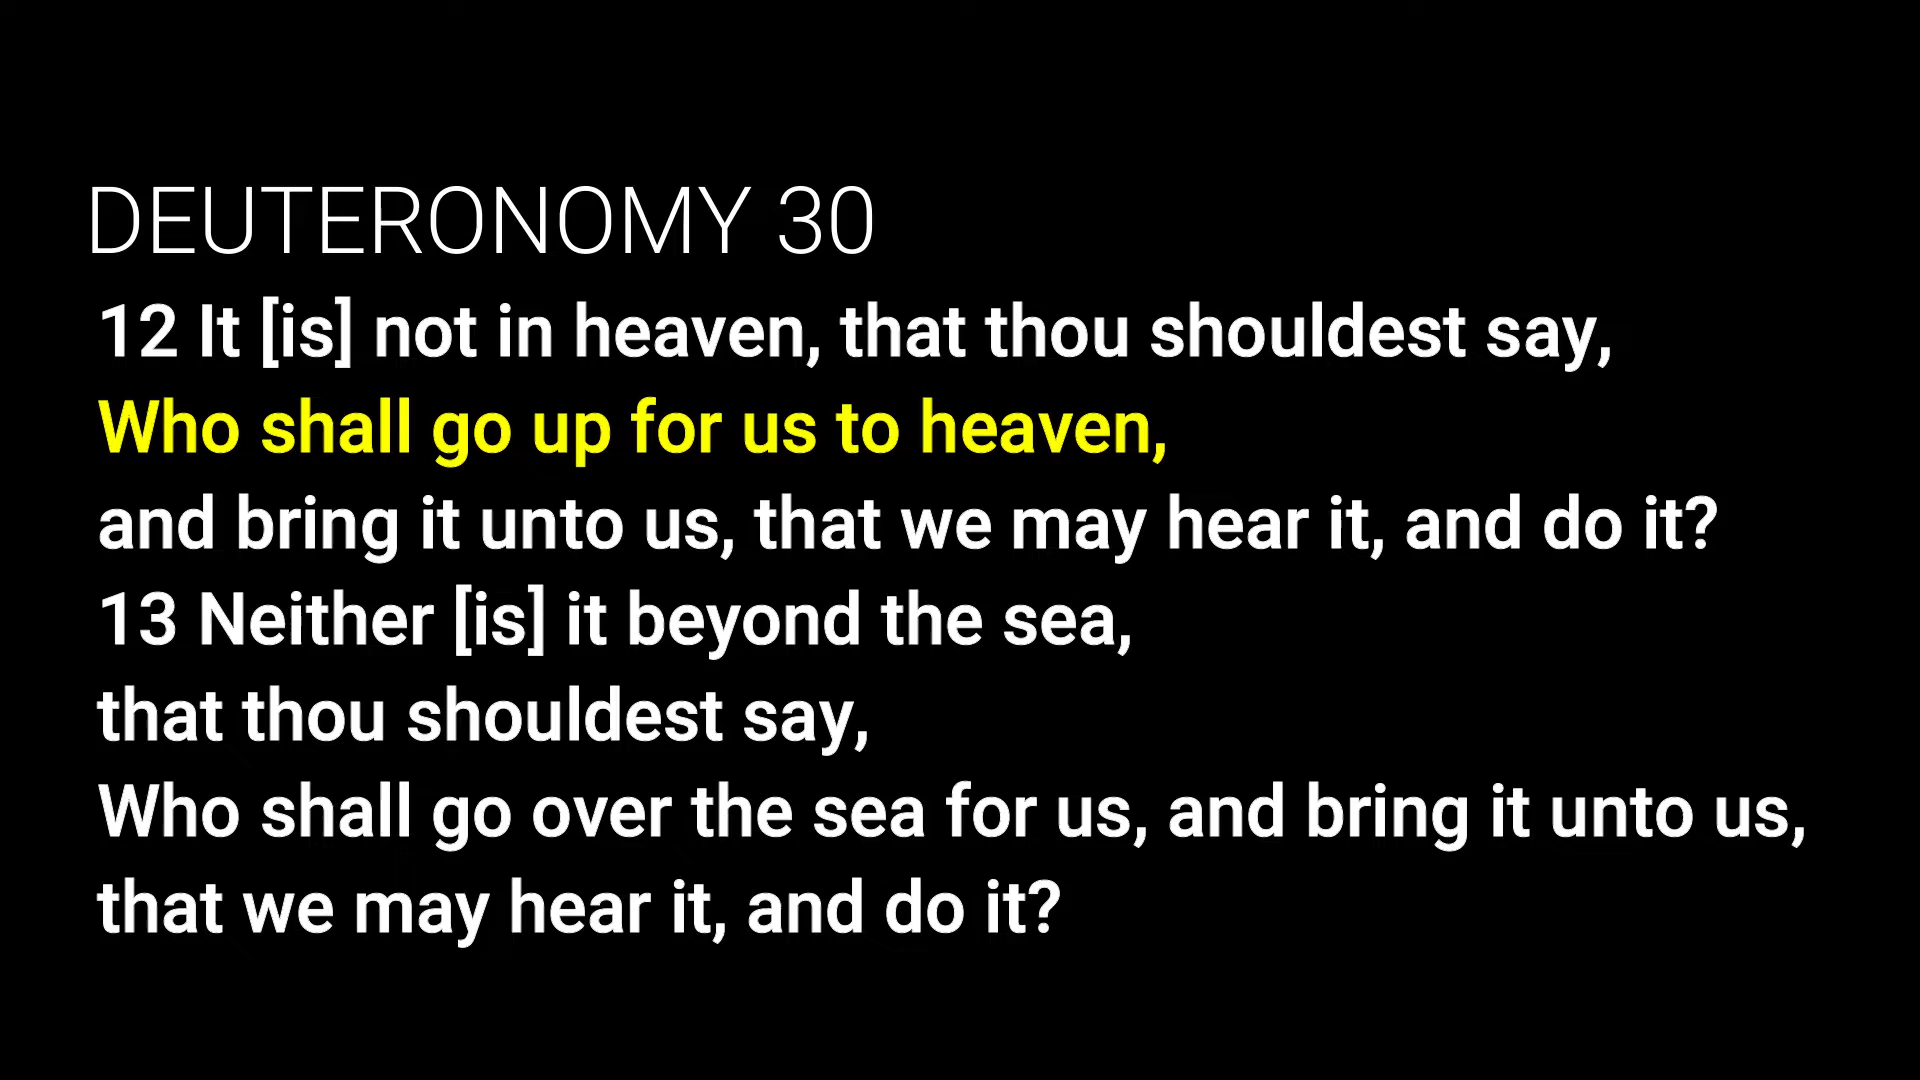 DEUTERONOMY 30
12 It [is] not in heaven, that thou shouldest say,
Who shall go up for us to heaven,
and bring it unto us, that we may hear it, and do it?
13 Neither [is] it beyond the sea,
that thou shouldest say,
Who shall go over the sea for us, and bring it unto us,
that we may hear it, and do it?